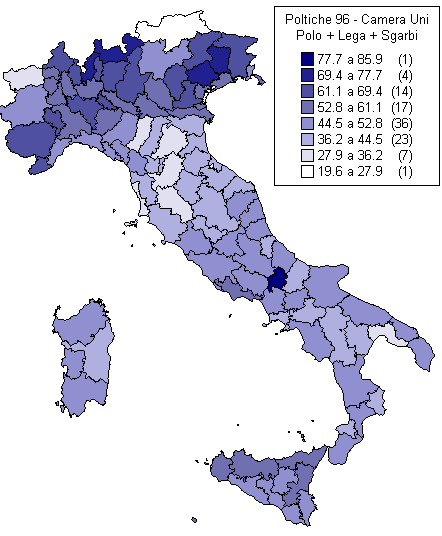 Poltiche 96 - Camera Uni
Polo + Lega + Sgarbi
77.7 a 85.9 (1)
69.4 a 77.7 (4)
61.1 a 69.4 (14)
52.8 a 61.1 (17)
44.5 a 52.8 (36)
36.2 a 44.5 (23)
27.9 a 36.2 (7)
19.6 a 27.9 (1)